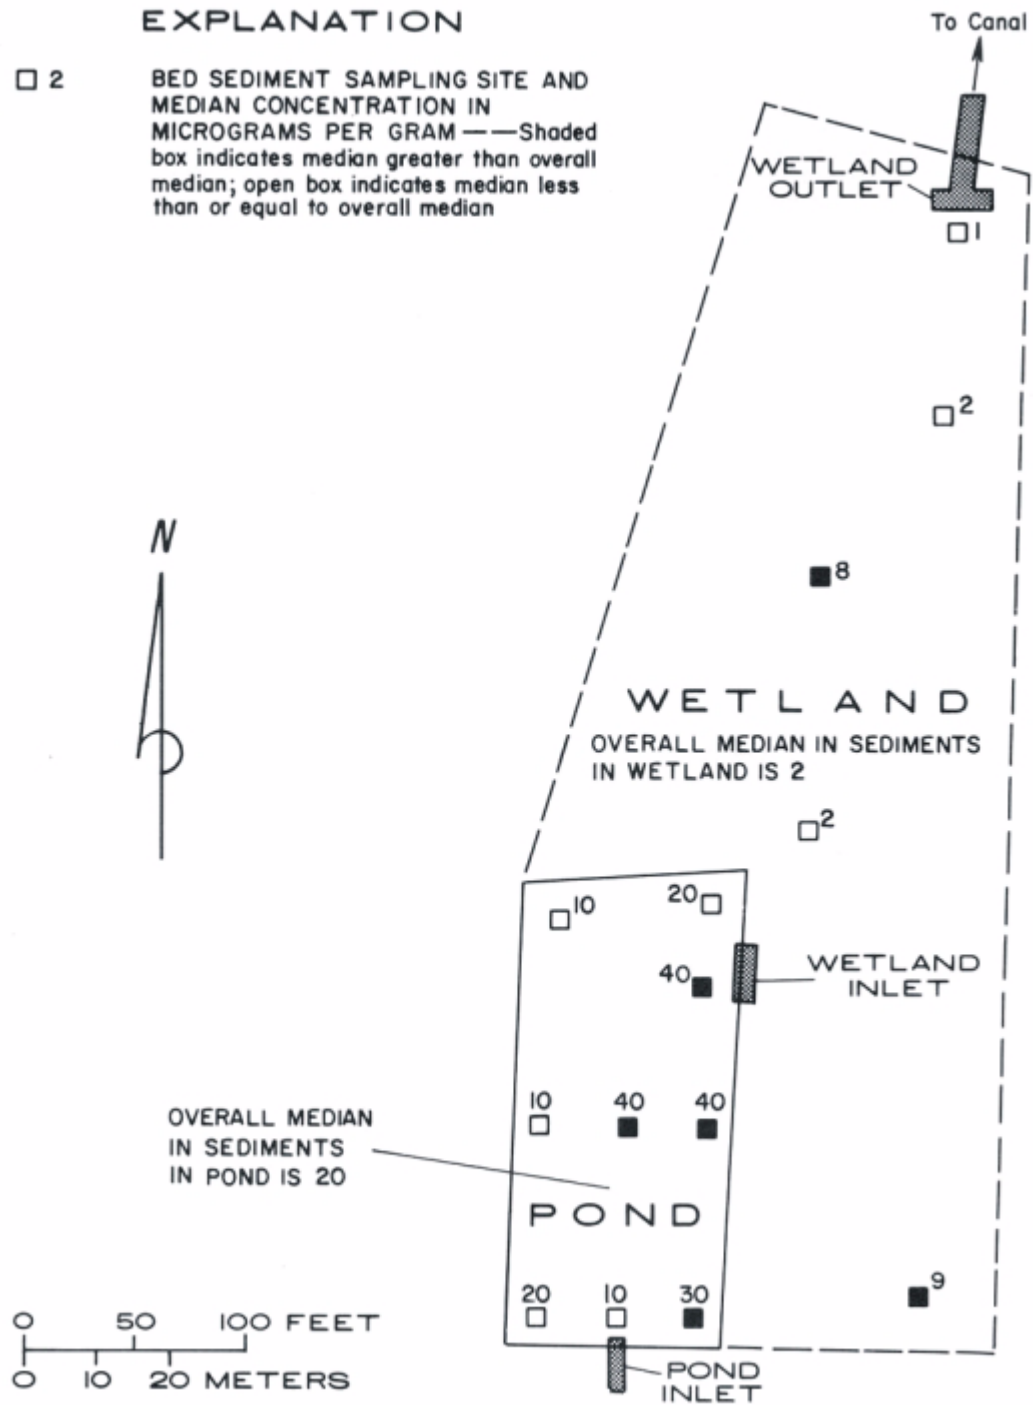 EXPLANATION
To Canal
2
BED SEDIMENT SAMPLING SITE AND
MEDIAN CONCENTRATION IN
MICROGRAMS PER GRAM ——Shaded
box indicates median greater than overall
median; open box indicates median less
than or equal to overall median
WETLAND
OUTLET
1
2
N
8
WETLAND
OVERALL MEDIAN IN SEDIMENTS
IN WETLAND IS 2
2
10
20
40
WETLAND
INLET
10
40
40
OVERALL MEDIAN
IN SEDIMENTS
IN POND IS 20
POND
9
20
10
30
0 50 100 FEET
0 10 20 METERS
POND
INLET